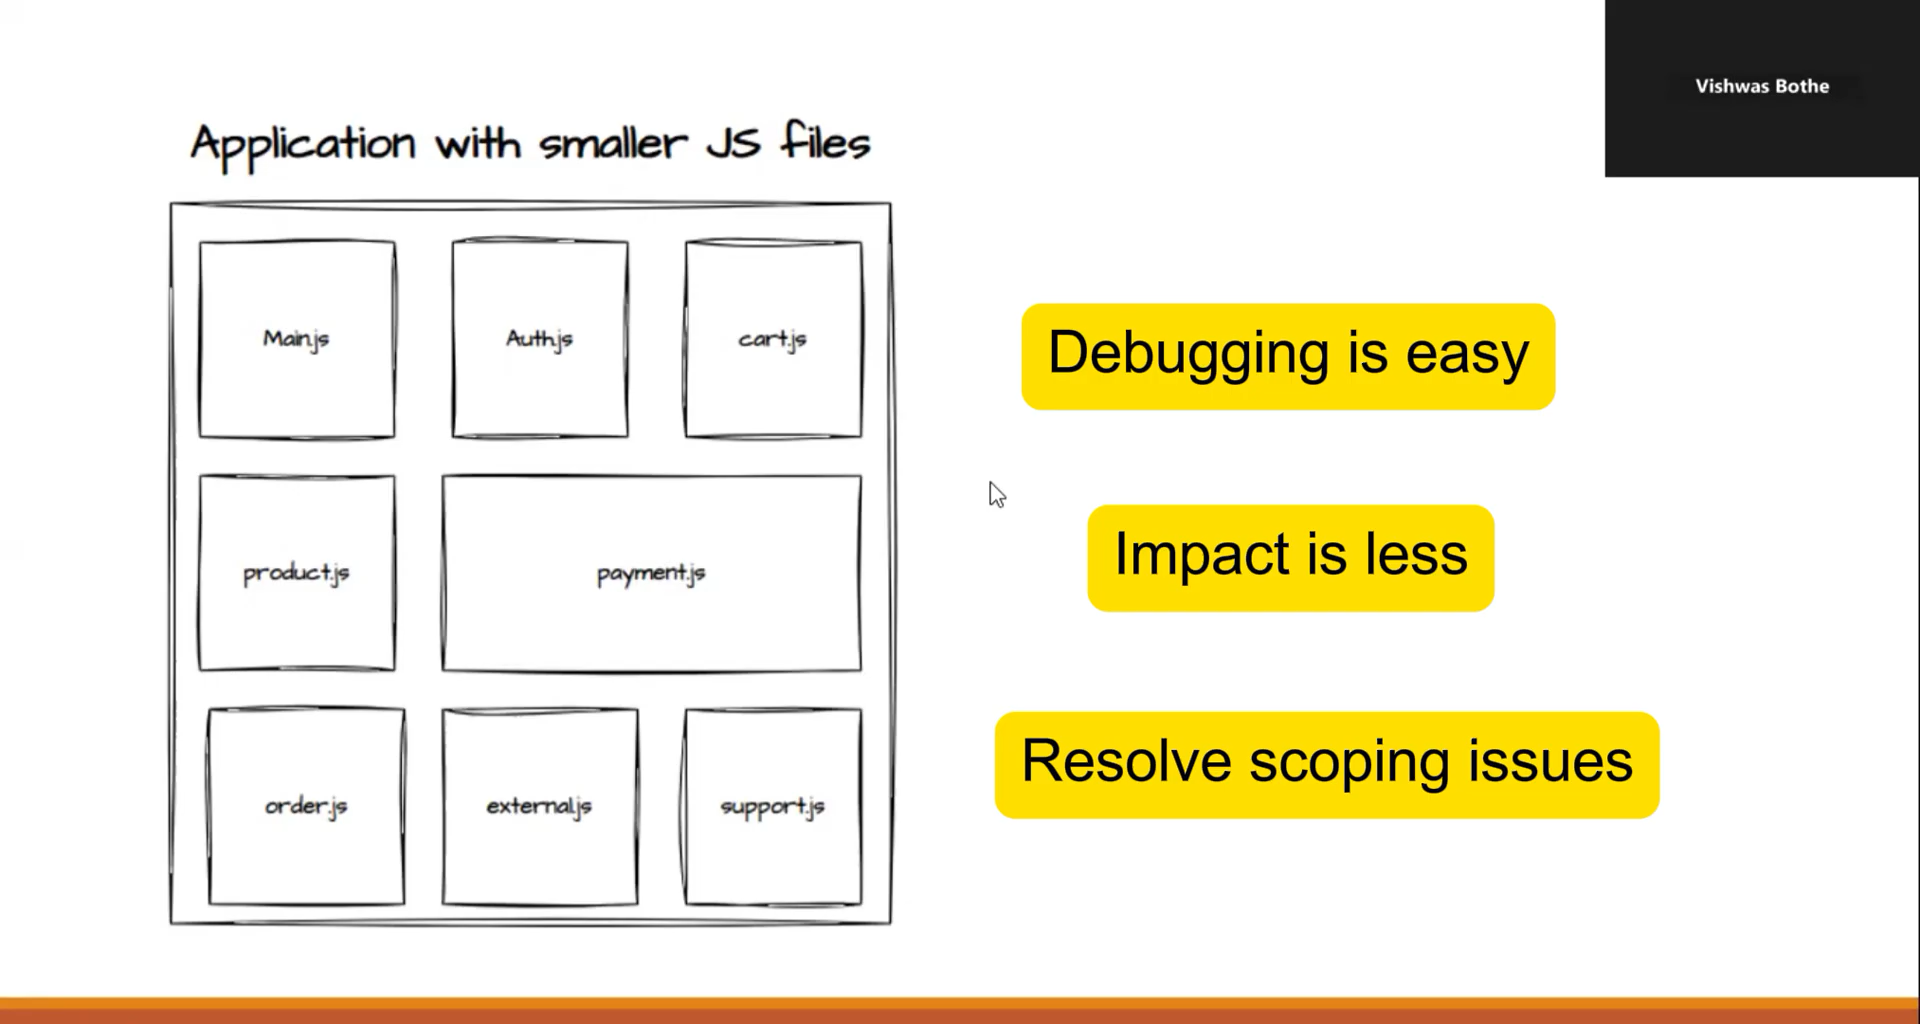 Vishwas Bothe
Application with smaller JS files
Main.js
Auth.js
cart.js
product.js
payment.js
order.js
external.js
support.js
Debugging is easy
Impact is less
Resolve scoping issues